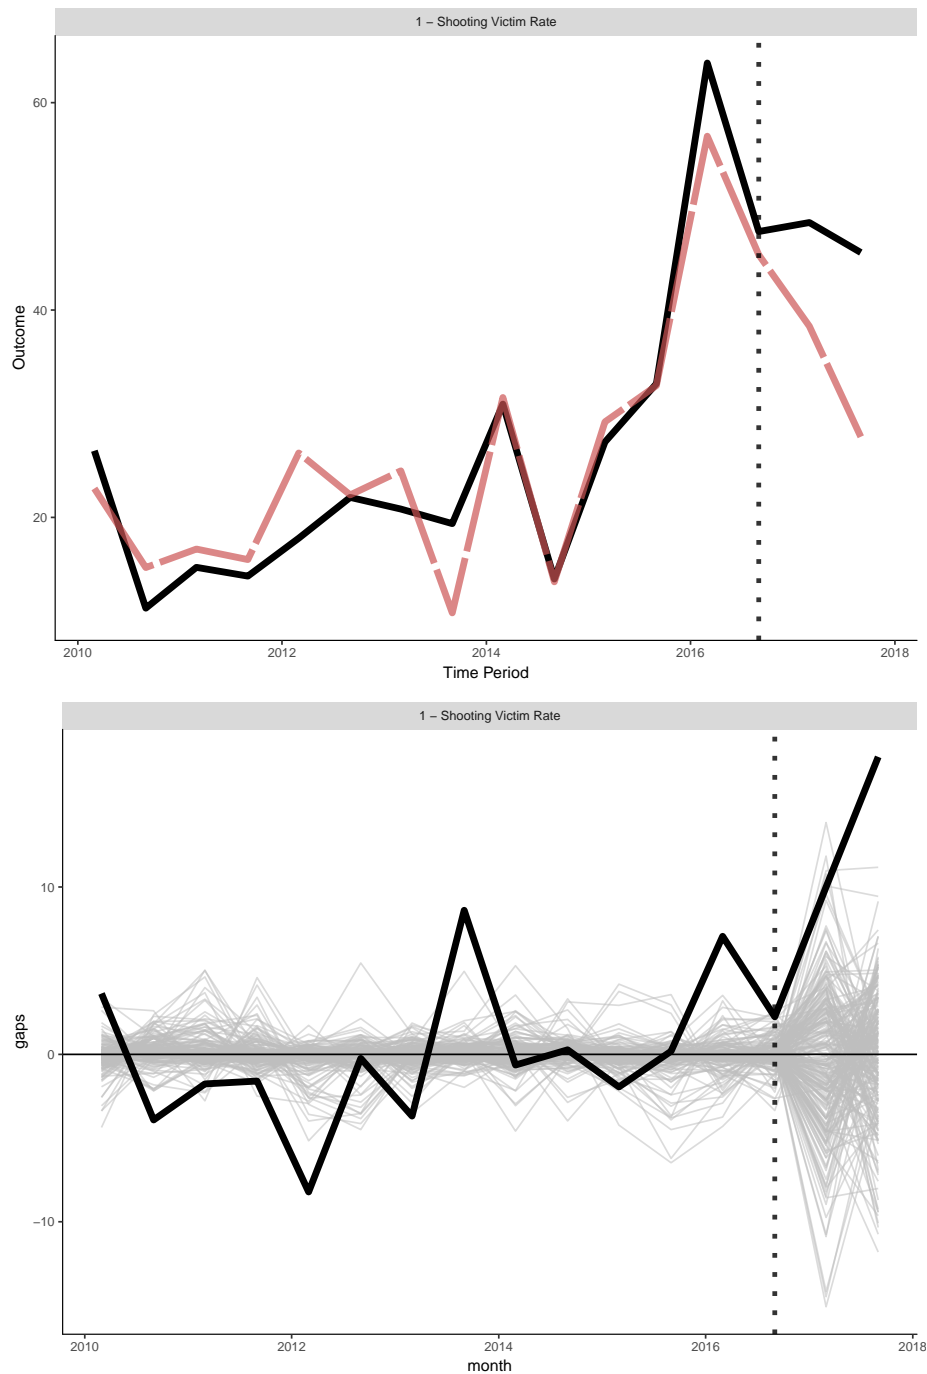 1 – Shooting Victim Rate
60
40
20
Outcome
2010 2012 2014 2016 2018
Time Period
1 – Shooting Victim Rate
10
0
−10
gaps
2010 2012 2014 2016 2018
month